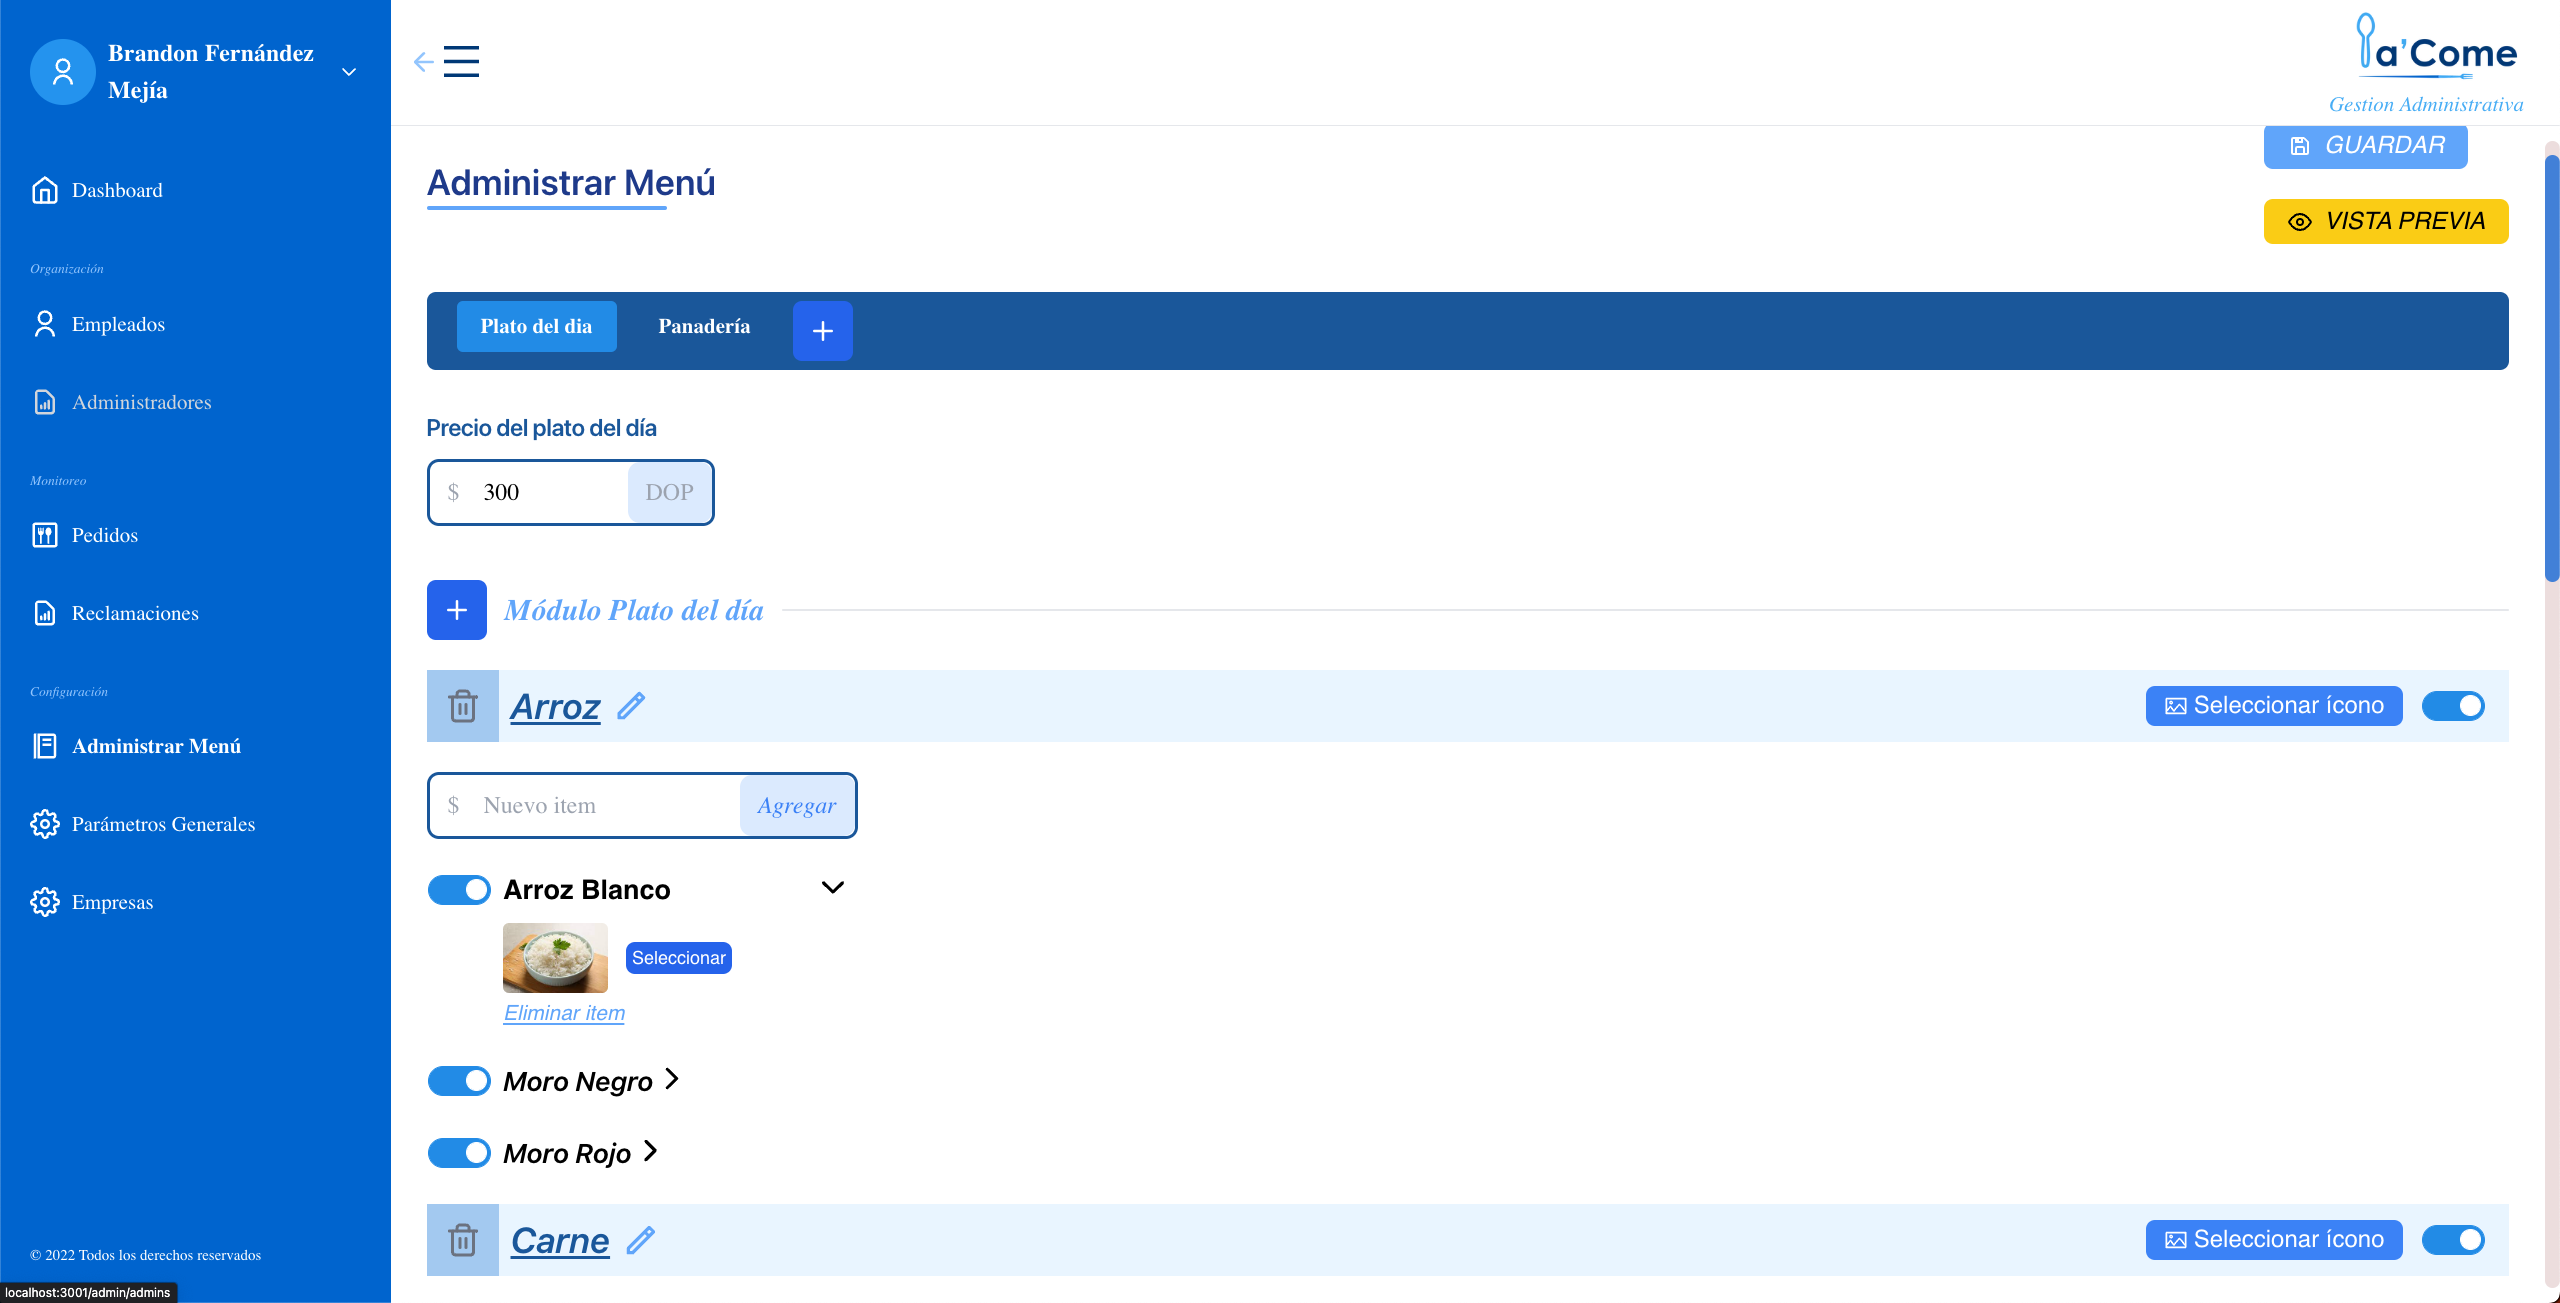 Brandon Fernández
Mejía
Dashboard
Organización
Empleados
Administradores
Monitoreo
Pedidos
Reclamaciones
Configuración
Administrar Menú
Parámetros Generales
Empresas
© 2022 Todos los derechos reservados
localhost:3001/admin/admins
a'Come
Gestion Administrativa
GUARDAR
Administrar Menú
VISTA PREVIA
Plato del dia Panadería +
Precio del plato del día
$ 300 DOP
+ Módulo Plato del día
Arroz Seleccionar ícono
$ Nuevo item Agregar
Arroz Blanco
Seleccionar
Eliminar item
Moro Negro
Moro Rojo
Carne Seleccionar ícono